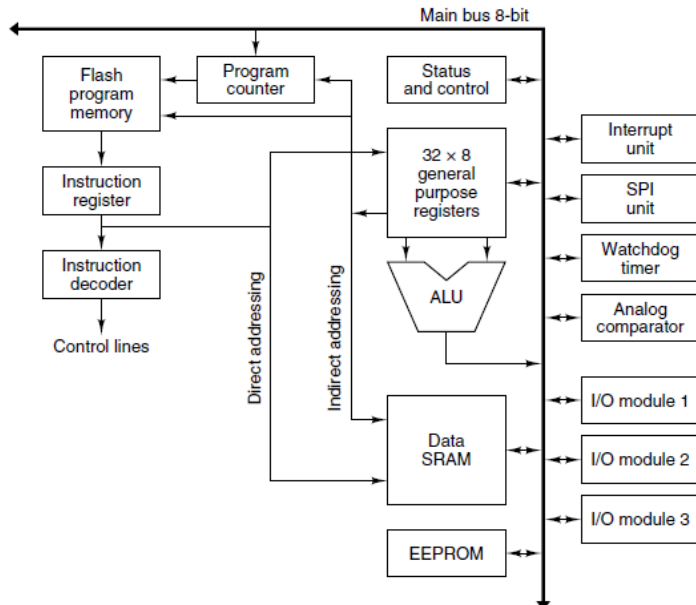 Main bus 8-bit
Flash
program
memory
Program
counter
Status
and control
Interrupt
unit
32 × 8
general
purpose
registers
Instruction
register
SPI
unit
Instruction
decoder
Watchdog
timer
ALU
Analog
comparator
Control lines
Direct addressing
Indirect addressing
Data
SRAM
I/O module 1
I/O module 2
I/O module 3
EEPROM